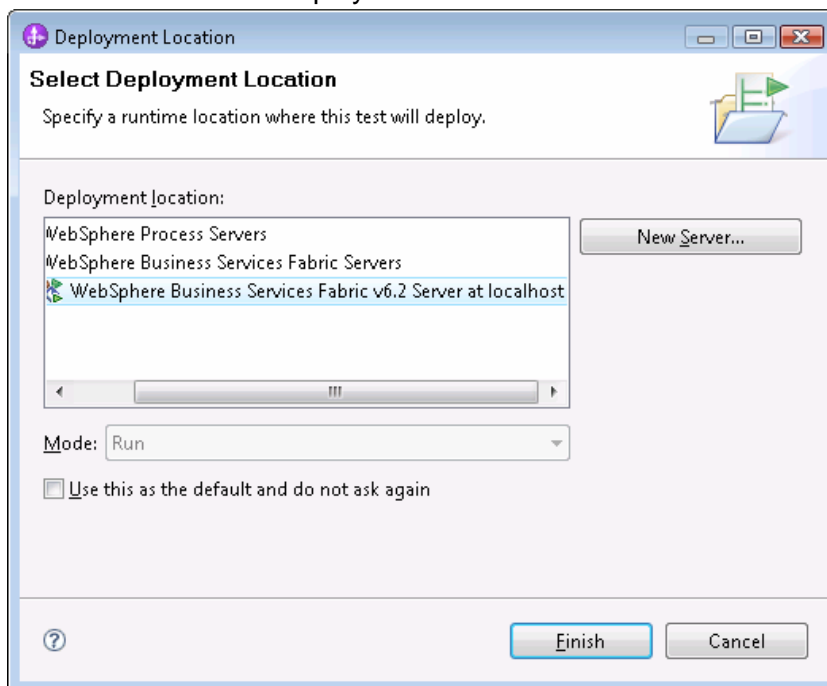 Deployment Location
Select Deployment Location
Specify a runtime location where this test will deploy.
Deployment location:
WebSphere Process Servers
New Server...
WebSphere Business Services Fabric Servers
WebSphere Business Services Fabric v6.2 Server at localhost
Mode: Run
Use this as the default and do not ask again
?
Finish
Cancel